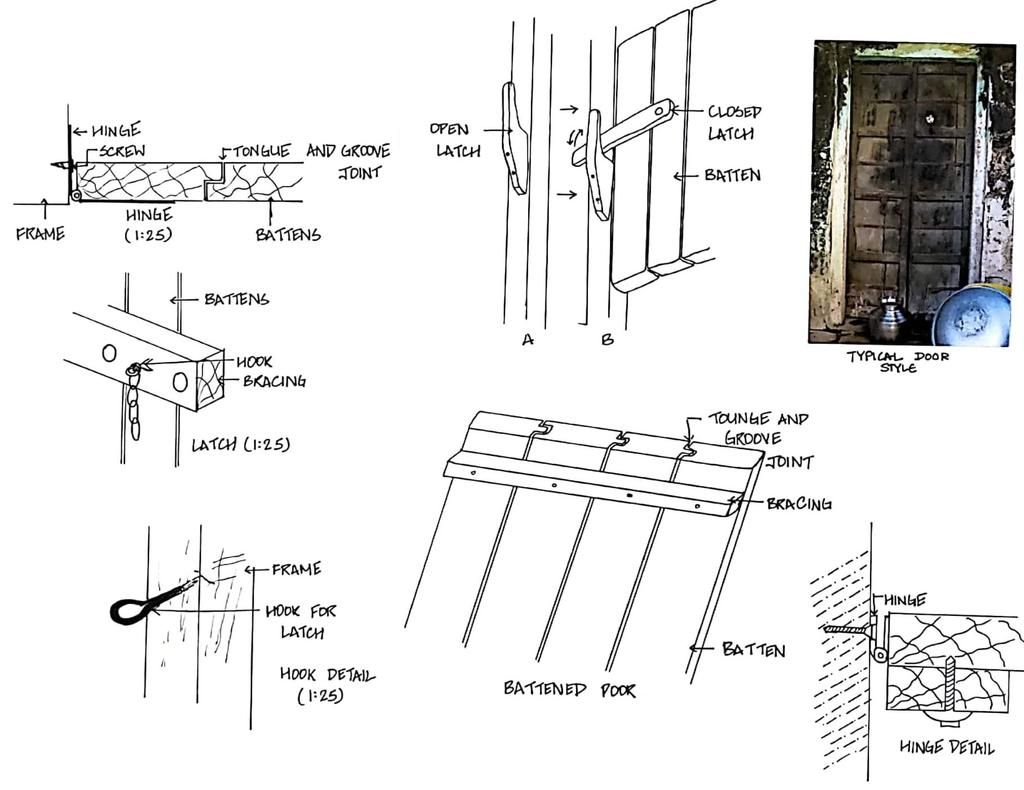 HINGE
SCREW
TONGUE AND GROOVE
JOINT
HINGE
(1:25)
FRAME
BATTENS
OPEN
LATCH
CLOSED
LATCH
BATTEN
A
B
TYPICAL DOOR
STYLE
BATTENS
HOOK
BRACING
LATCH (1:25)
TOUNGE AND
GROOVE
JOINT
BRACING
BATTEN
BATTENED DOOR
FRAME
HOOK FOR
LATCH
HOOK DETAIL
(1:25)
HINGE
HINGE DETAIL